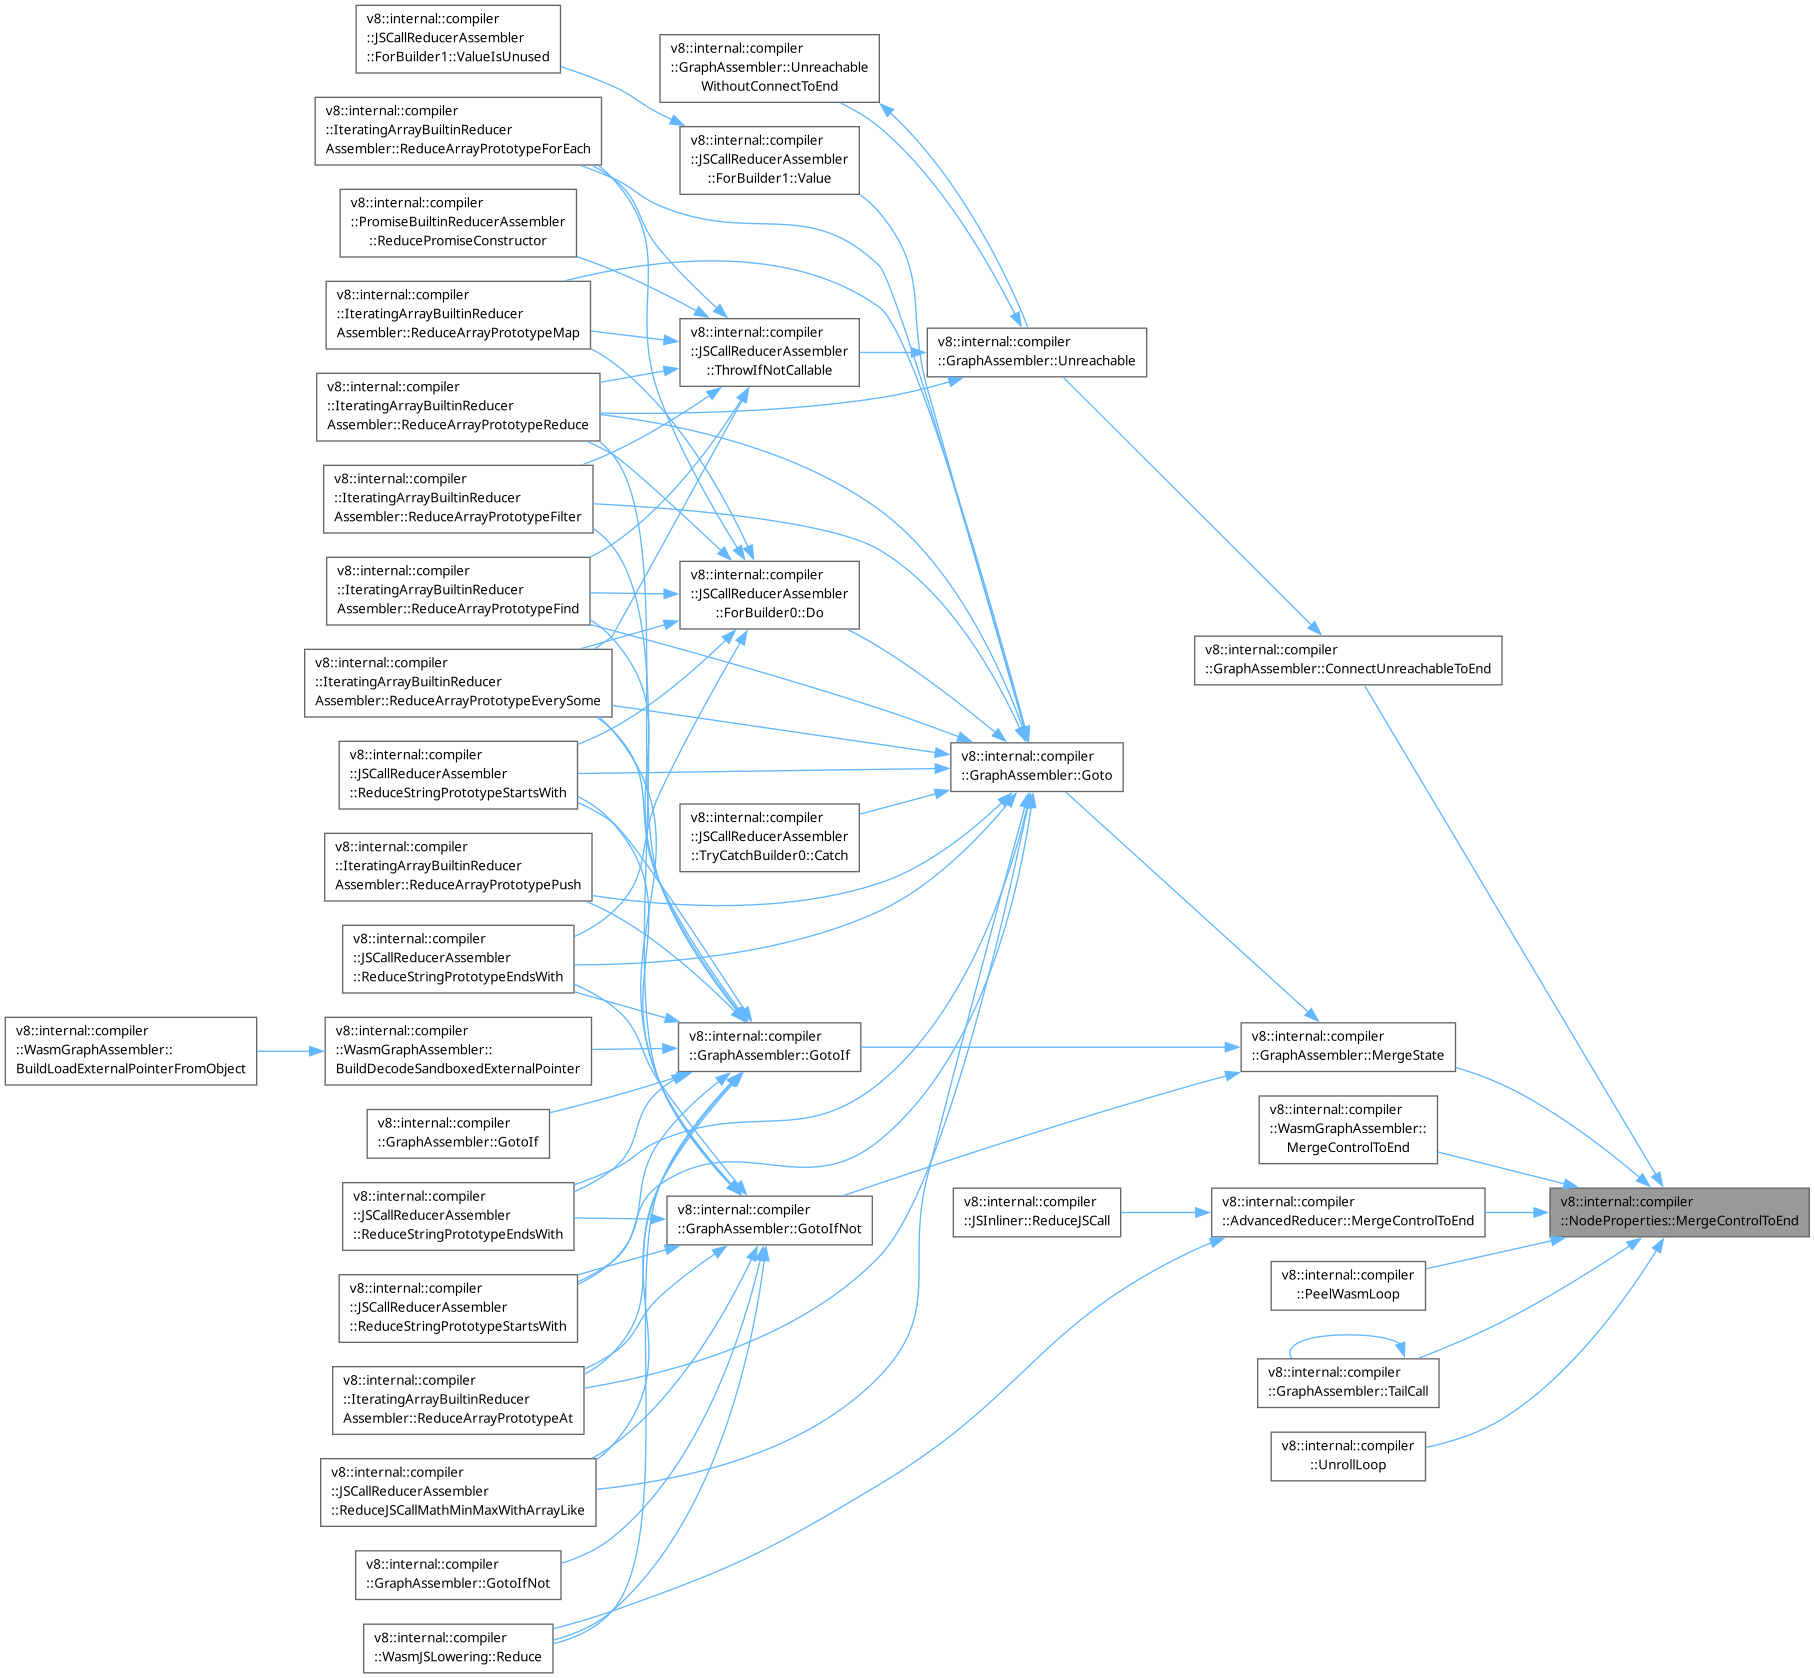 v8::internal::compiler
::JSCallReducerAssembler
::ForBuilder1::ValueIsUnused
v8::internal::compiler
::IteratingArrayBuiltinReducer
Assembler::ReduceArrayPrototypeForEach
v8::internal::compiler
::PromiseBuiltinReducerAssembler
::ReducePromiseConstructor
v8::internal::compiler
::IteratingArrayBuiltinReducer
Assembler::ReduceArrayPrototypeMap
v8::internal::compiler
::IteratingArrayBuiltinReducer
Assembler::ReduceArrayPrototypeReduce
v8::internal::compiler
::IteratingArrayBuiltinReducer
Assembler::ReduceArrayPrototypeFilter
v8::internal::compiler
::IteratingArrayBuiltinReducer
Assembler::ReduceArrayPrototypeFind
v8::internal::compiler
::IteratingArrayBuiltinReducer
Assembler::ReduceArrayPrototypeEverySome
v8::internal::compiler
::JSCallReducerAssembler
::ReduceStringPrototypeStartsWith
v8::internal::compiler
::IteratingArrayBuiltinReducer
Assembler::ReduceArrayPrototypePush
v8::internal::compiler
::JSCallReducerAssembler
::ReduceStringPrototypeEndsWith
v8::internal::compiler
::WasmGraphAssembler::
BuildLoadExternalPointerFromObject
v8::internal::compiler
::WasmGraphAssembler::
BuildDecodeSandboxedExternalPointer
v8::internal::compiler
::GraphAssembler::GotoIf
v8::internal::compiler
::JSCallReducerAssembler
::ReduceStringPrototypeEndsWith
v8::internal::compiler
::JSCallReducerAssembler
::ReduceStringPrototypeStartsWith
v8::internal::compiler
::IteratingArrayBuiltinReducer
Assembler::ReduceArrayPrototypeAt
v8::internal::compiler
::JSCallReducerAssembler
::ReduceJSCallMathMinMaxWithArrayLike
v8::internal::compiler
::GraphAssembler::GotoIfNot
v8::internal::compiler
::WasmJSLowering::Reduce
v8::internal::compiler
::GraphAssembler::Unreachable
WithoutConnectToEnd
v8::internal::compiler
::JSCallReducerAssembler
::ForBuilder1::Value
v8::internal::compiler
::JSCallReducerAssembler
::ThrowIfNotCallable
v8::internal::compiler
::JSCallReducerAssembler
::ForBuilder0::Do
v8::internal::compiler
::JSCallReducerAssembler
::TryCatchBuilder0::Catch
v8::internal::compiler
::GraphAssembler::GotoIf
v8::internal::compiler
::GraphAssembler::GotoIfNot
v8::internal::compiler
::GraphAssembler::Unreachable
v8::internal::compiler
::GraphAssembler::Goto
v8::internal::compiler
::JSInliner::ReduceJSCall
v8::internal::compiler
::GraphAssembler::ConnectUnreachableToEnd
v8::internal::compiler
::GraphAssembler::MergeState
v8::internal::compiler
::WasmGraphAssembler::
MergeControlToEnd
v8::internal::compiler
::AdvancedReducer::MergeControlToEnd
v8::internal::compiler
::PeelWasmLoop
v8::internal::compiler
::GraphAssembler::TailCall
v8::internal::compiler
::UnrollLoop
v8::internal::compiler
::NodeProperties::MergeControlToEnd